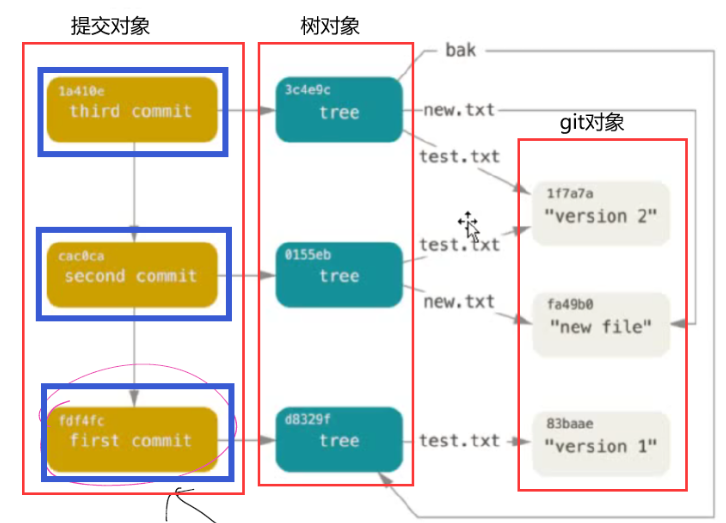 提交对象
树对象
bak
1a410e
third commit
3c4e9c
tree
new.txt
git对象
test.txt
1f7a7a
"version 2"
cac0ca
second commit
0155eb
tree
test.txt
new.txt
fa49b0
"new file"
fdf4fc
first commit
d8329f
tree
test.txt
83baae
"version 1"